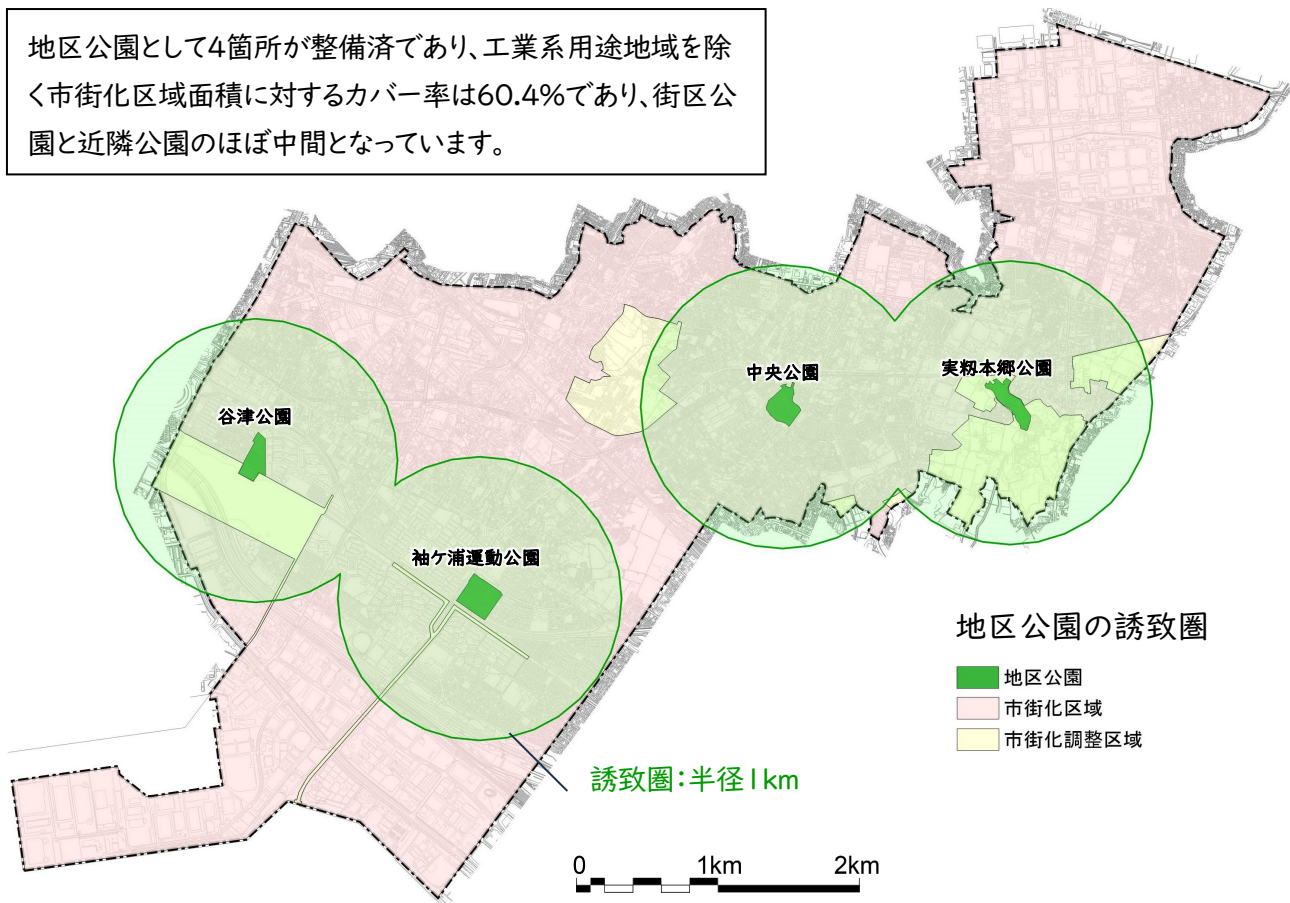 地区公園として4箇所が整備済であり、工業系用途地域を除
く市街化区域面積に対するカバー率は60.4%であり、街区公
園と近隣公園のほぼ中間となっています。
中央公園
実籾本郷公園
谷津公園
袖ケ浦運動公園
地区公園の誘致圏
地区公園
市街化区域
市街化調整区域
誘致圏:半径1km
0 1km 2km